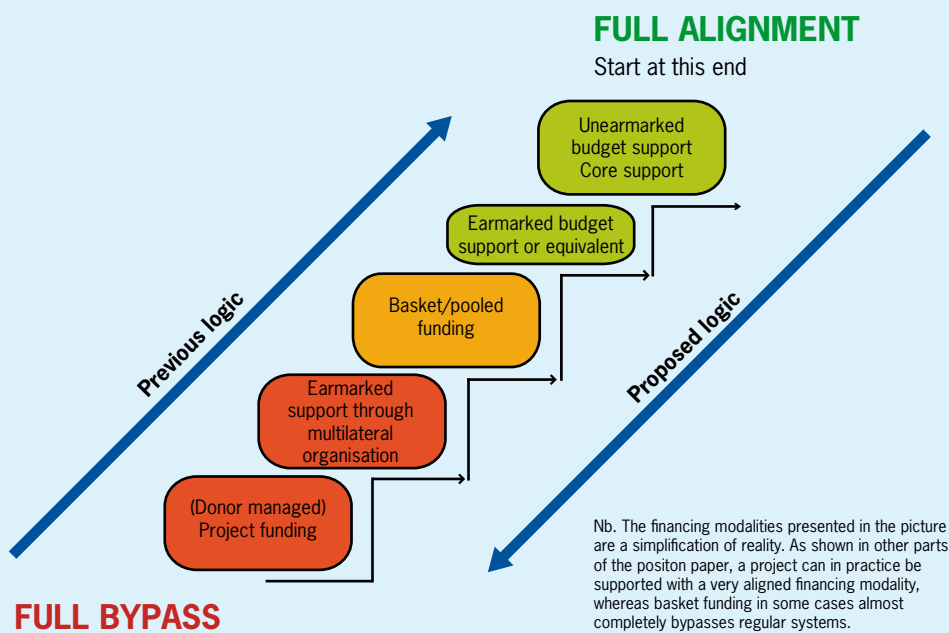 FULL ALIGNMENT
Start at this end
Unearmarked
budget support
Core support
Earmarked budget
support or equivalent
Basket/pooled
funding
Previous logic
Proposed logic
Earmarked
support through
multilateral
organisation
(Donor managed)
Project funding
Nb. The financing modalities presented in the picture
are a simplification of reality. As shown in other parts
of the positon paper, a project can in practice be
supported with a very aligned financing modality,
whereas basket funding in some cases almost
completely bypasses regular systems.
FULL BYPASS